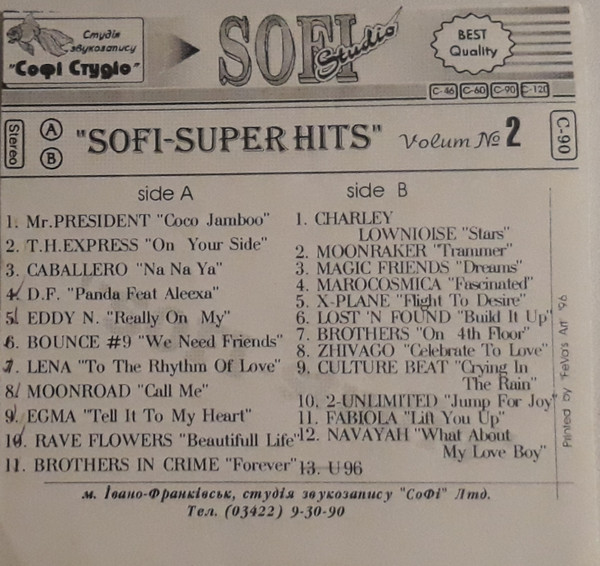 Студія
звукозапису
"Софі Студіо"
SOFI
Studio
BEST
Quality
C-46 C-60 C-90 C-120
Stereo
A
B
"SOFI-SUPER HITS" Volum № 2
C-90
side A
1. Mr.PRESIDENT "Coco Jamboo"
2. T.H.EXPRESS "On Your Side"
3. CABALLERO "Na Na Ya"
4. D.F. "Panda Feat Aleexa"
5. EDDY N. "Really On My"
6. BOUNCE #9 "We Need Friends"
7. LENA "To The Rhythm Of Love"
8. MOONROAD "Call Me"
9. EGMA "Tell It To My Heart"
10. RAVE FLOWERS "Beautifull Life"
11. BROTHERS IN CRIME "Forever"
side B
1. CHARLEY
LOWNIOISE "Stars"
2. MOONRAKER "Trammer"
3. MAGIC FRIENDS "Dreams"
4. MAROCOSMICA "Fascinated"
5. X-PLANE "Flight To Desire"
6. LOST 'N FOUND "Build It Up"
7. BROTHERS "On 4th Floor"
8. ZHIVAGO "Celebrate To Love"
9. CULTURE BEAT "Crying In
The Rain"
10. 2-UNLIMITED "Jump For Joy"
11. FABIOLA "Lift You Up"
12. NAVAYAH "What About
My Love Boy"
13. U96
Printed by "FeVa's Art" 96
м. Івано-Франківськ, студія звукозапису "СоФі" Лтд.
Тел. (03422) 9-30-90